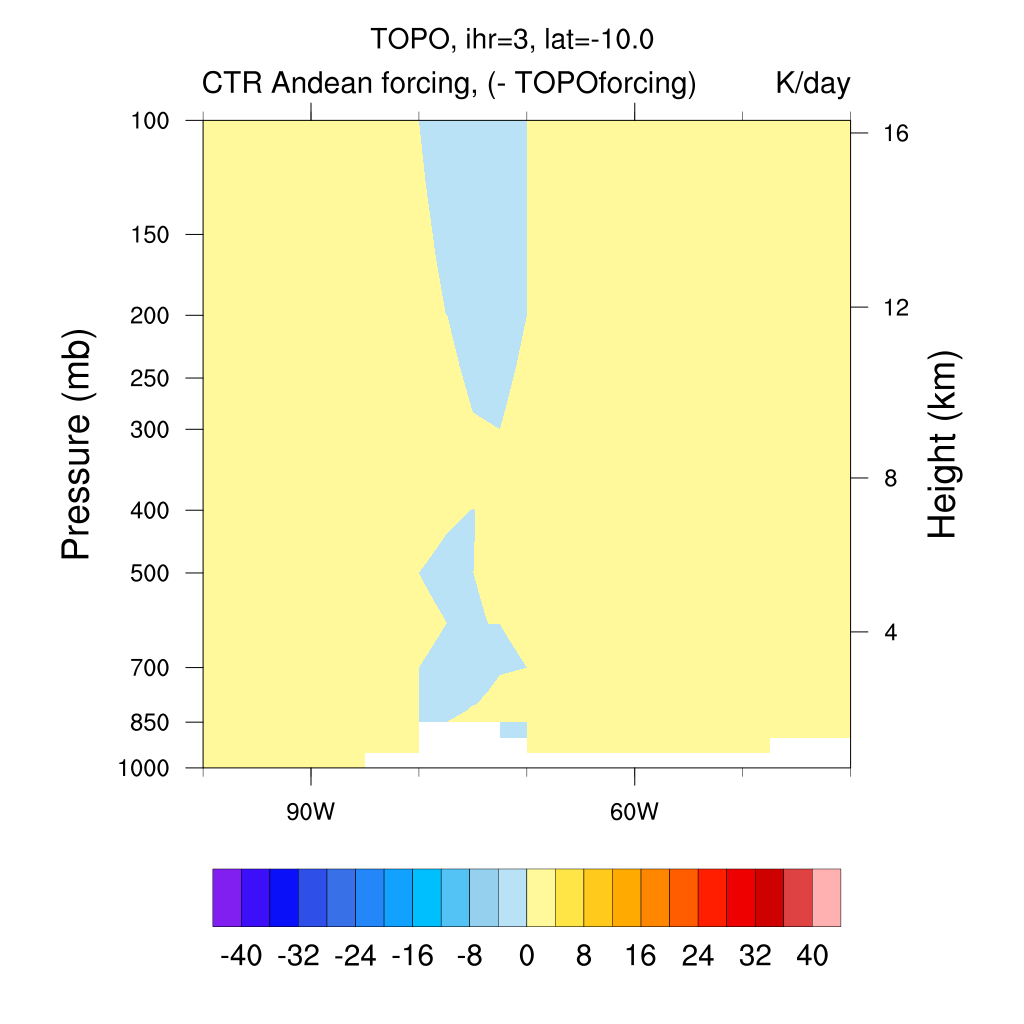 TOPO, ihr=3, lat=-10.0
CTR Andean forcing, (- TOPOforcing) K/day
100
150
200
250
300
400
500
700
850
1000
Pressure (mb)
16
12
8
4
Height (km)
90W 60W
-40 -32 -24 -16 -8 0 8 16 24 32 40